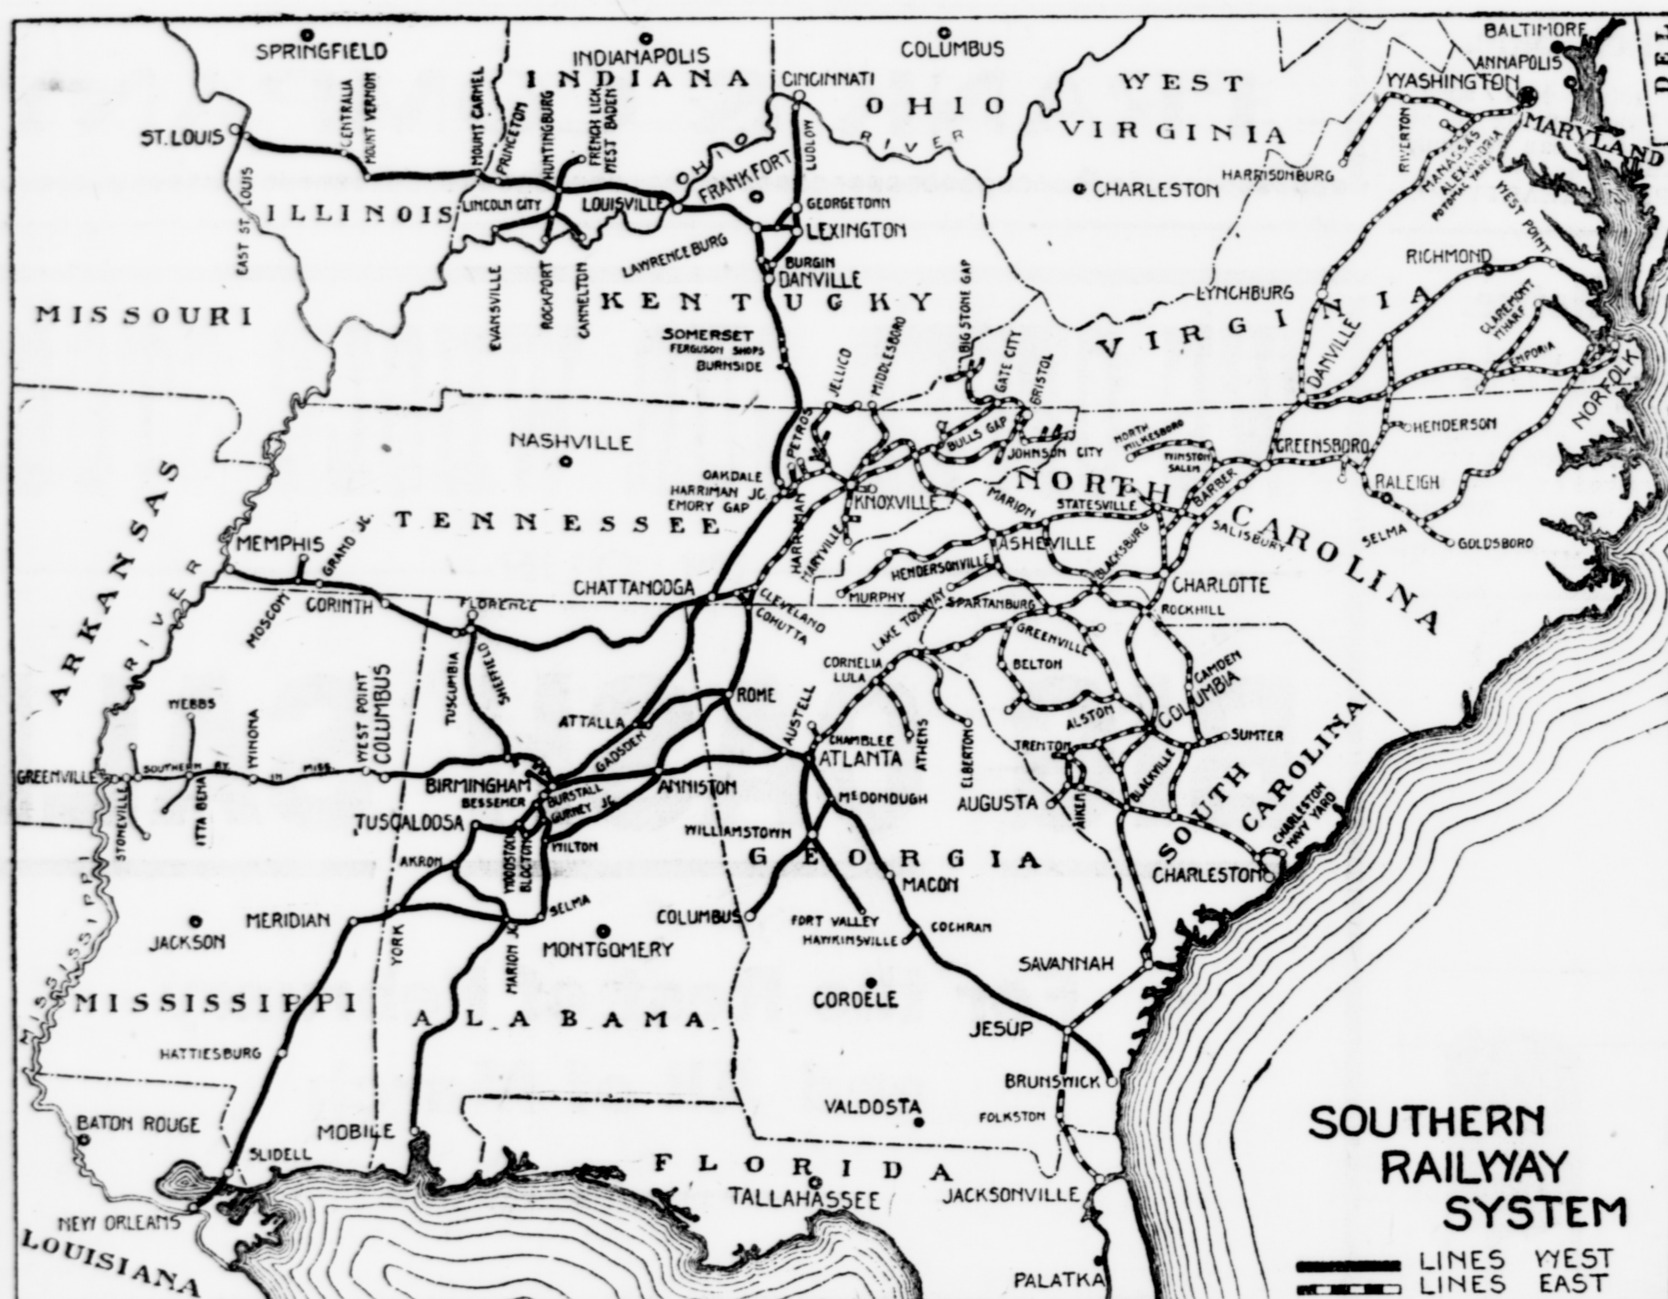 SPRINGFIELD
INDIANAPOLIS
COLUMBUS
BALTIMORE
ANNAPOLIS
DEL
INDIANA
CINCINNATI
OHIO
RIVER
WEST
VIRGINIA
WASHINGTON
MARYLAND
ST. LOUIS
CENTRALIA
MOUNT VERNON
MOUNT CARMEL
PRINCETON
HUNTINGBURG
FRENCH LICK
WEST BADEN
LUDLOW
OHIO
FRANKFORT
CHARLESTON
HARRISONBURG
RIVERTON
MANASSAS
ALEXANDRIA
POTOMAC YARDS
WEST POINT
EAST ST. LOUIS
ILLINOIS
LINCOLN CITY
LOUISVILLE
GEORGETOWN
LEXINGTON
LAWRENCEBURG
BURGIN
DANVILLE
RICHMOND
EVANSVILLE
ROCKPORT
CANNELTON
KENTUCKY
LYNCHBURG
VIRGINIA
CLAREMONT
WHARF
MISSOURI
SOMERSET
FERGUSON SHOPS
BURNSIDE
JELLICO
MIDDLESBORO
BIG STONE GAP
GATE CITY
BRISTOL
DANVILLE
EMPORIA
NORFOLK
NASHVILLE
PETROS
BULLS GAP
JOHNSON CITY
NORTH
WILKESBORO
WINSTON
SALEM
GREENSBORO
HENDERSON
OAKDALE
HARRIMAN JC.
EMORY GAP
HARRIMAN
KNOXVILLE
MARYVILLE
NORTH
CAROLINA
MARION
STATESVILLE
BARBER
SALISBURY
RALEIGH
SELMA
GOLDSBORO
ARKANSAS
TENNESSEE
MEMPHIS
GRAND JC.
ASHEVILLE
HENDERSONVILLE
BLACKSBURG
CHARLOTTE
CHATTANOOGA
MURPHY
MOSCOW
CORINTH
FLORENCE
CLEVELAND
COHUTTA
LAKE TOXAWAY
SPARTANBURG
ROCKHILL
RIVER
TUSCUMBIA
SHEFFIELD
GREENVILLE
CORNELIA
LULA
BELTON
CAMDEN
COLUMBIA
WEBBS
WEST POINT
COLUMBUS
ATTALLA
ROME
GADSDEN
AUSTELL
CHAMBLEE
ATHENS
ELBERTON
ALSTON
TRENTON
SUMTER
GREENVILLE
SOUTHERN RY IN MISS.
WINONA
BIRMINGHAM
ANNISTON
ATLANTA
BLACKVILLE
SOUTH
CAROLINA
STONEVILLE
ITTA BENA
BESSEMER
BURSTALL
GURNEY JC.
MCDONOUGH
AUGUSTA
AIKEN
CHARLESTON
NAVY YARD
TUSCALOOSA
WILLIAMSTOWN
AKRON
WOODSTOCK
BLOCTON
WILTON
GEORGIA
CHARLESTON
MACON
MERIDIAN
JACKSON
YORK
MARION JC.
SELMA
MONTGOMERY
COLUMBUS
FORT VALLEY
HAWKINSVILLE
COCHRAN
SAVANNAH
MISSISSIPPI
MISSISSIPPI
ALABAMA
CORDELE
JESUP
HATTIESBURG
BRUNSWICK
BATON ROUGE
MOBILE
VALDOSTA
FOLKSTON
SLIDELL
FLORIDA
TALLAHASSEE
JACKSONVILLE
NEW ORLEANS
LOUISIANA
PALATKA
SOUTHERN
RAILWAY
SYSTEM
LINES WEST
LINES EAST